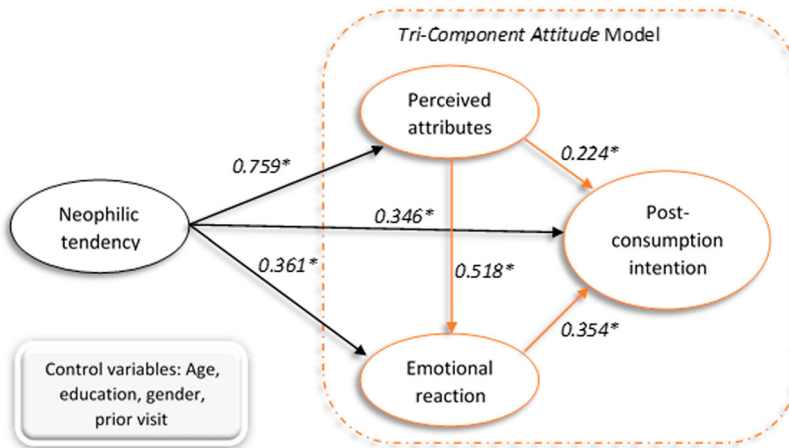 Tri-Component Attitude Model
Perceived
attributes
0.759*
0.224*
Neophilic
tendency
0.346*
Post-
consumption
intention
0.361*
0.518*
0.354*
Emotional
reaction
Control variables: Age,
education, gender,
prior visit